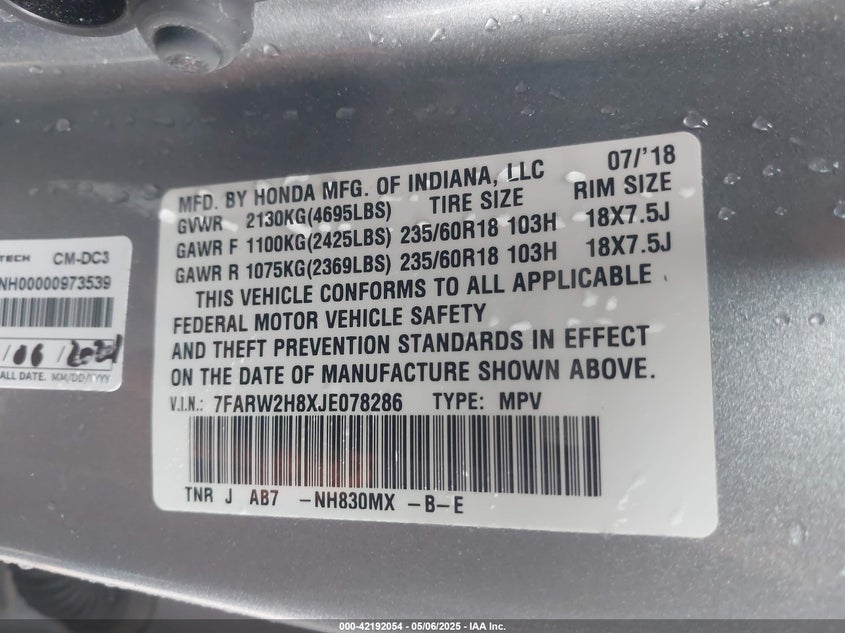 MFD. BY HONDA MFG. OF INDIANA, LLC 07/'18
GVWR 2130KG(4695LBS) TIRE SIZE RIM SIZE
GAWR F 1100KG(2425LBS) 235/60R18 103H 18X7.5J
GAWR R 1075KG(2369LBS) 235/60R18 103H 18X7.5J
THIS VEHICLE CONFORMS TO ALL APPLICABLE
FEDERAL MOTOR VEHICLE SAFETY
AND THEFT PREVENTION STANDARDS IN EFFECT
ON THE DATE OF MANUFACTURE SHOWN ABOVE.
V.I.N.: 7FARW2H8XJE078286 TYPE: MPV
TNR J AB7 -NH830MX -B-E
TECH CM-DC3
NH00000973539
/06/2021
ALL DATE. MM/DD/YYYY
000-42192054 - 05/06/2025 - IAA Inc.